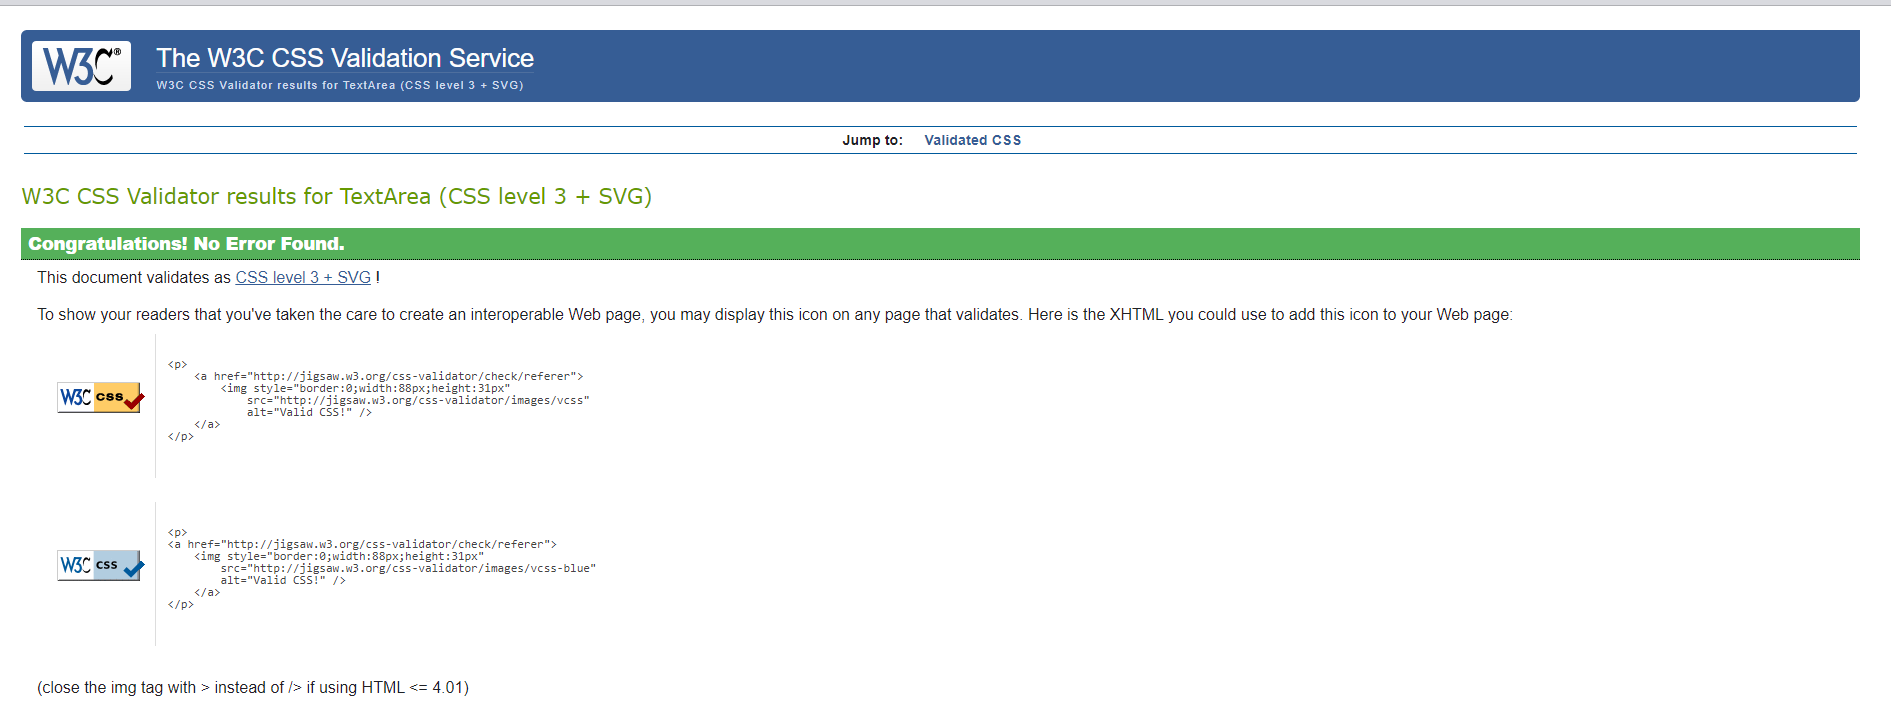 W3C®
The W3C CSS Validation Service
W3C CSS Validator results for TextArea (CSS level 3 + SVG)
Jump to: Validated CSS
W3C CSS Validator results for TextArea (CSS level 3 + SVG)
Congratulations! No Error Found.
This document validates as CSS level 3 + SVG !
To show your readers that you've taken the care to create an interoperable Web page, you may display this icon on any page that validates. Here is the XHTML you could use to add this icon to your Web page:
W3C css
<p>
    <a href="http://jigsaw.w3.org/css-validator/check/referer">
        <img style="border:0;width:88px;height:31px"
            src="http://jigsaw.w3.org/css-validator/images/vcss"
            alt="Valid CSS!" />
    </a>
</p>
W3C css
<p>
<a href="http://jigsaw.w3.org/css-validator/check/referer">
    <img style="border:0;width:88px;height:31px"
        src="http://jigsaw.w3.org/css-validator/images/vcss-blue"
        alt="Valid CSS!" />
    </a>
</p>
(close the img tag with > instead of /> if using HTML <= 4.01)